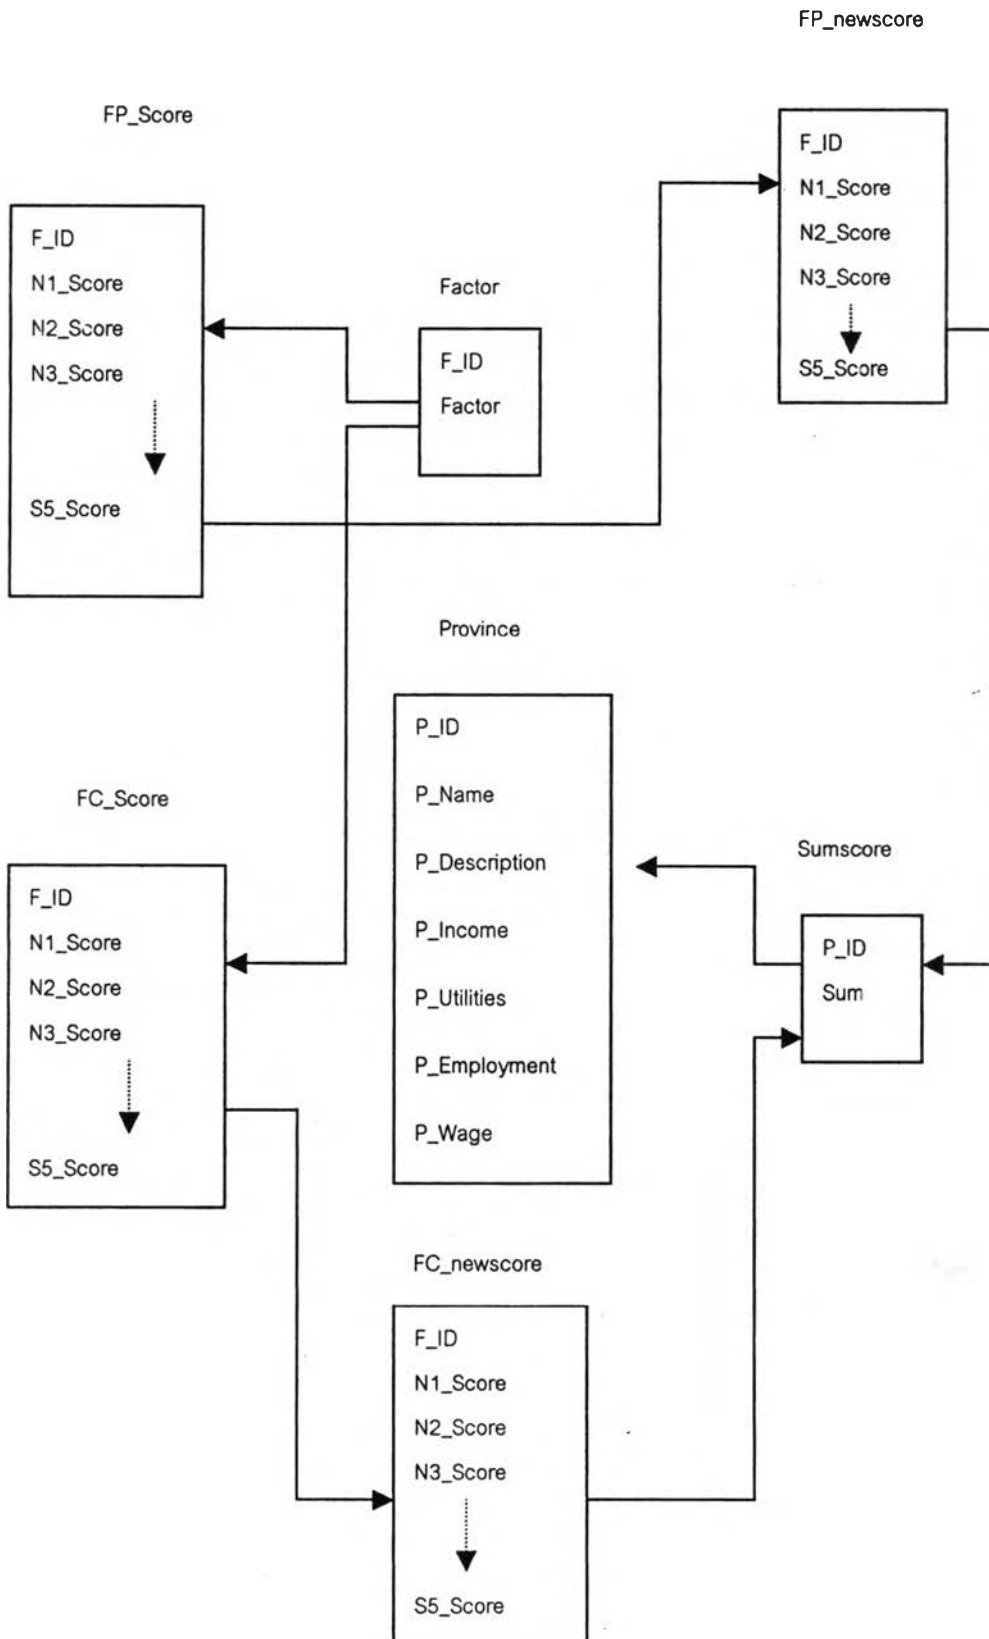 FP_newscore
F_ID
N1_Score
N2_Score
N3_Score
S5_Score
FP_Score
F_ID
N1_Score
N2_Score
N3_Score
S5_Score
Factor
F_ID
Factor
Province
P_ID
P_Name
P_Description
P_Income
P_Utilities
P_Employment
P_Wage
FC_Score
F_ID
N1_Score
N2_Score
N3_Score
S5_Score
Sumscore
P_ID
Sum
FC_newscore
F_ID
N1_Score
N2_Score
N3_Score
S5_Score